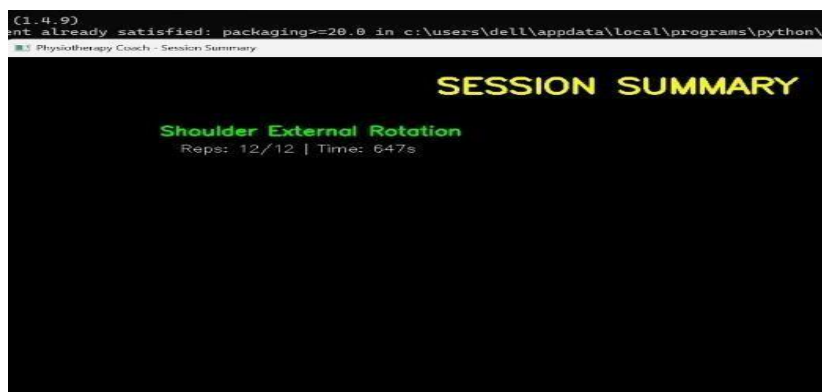 (1.4.9)
ent already satisfied: packaging>=20.0 in c:\users\dell\appdata\local\programs\python\
Physiotherapy Coach - Session Summary
SESSION SUMMARY
Shoulder External Rotation
Reps: 12/12 | Time: 647s